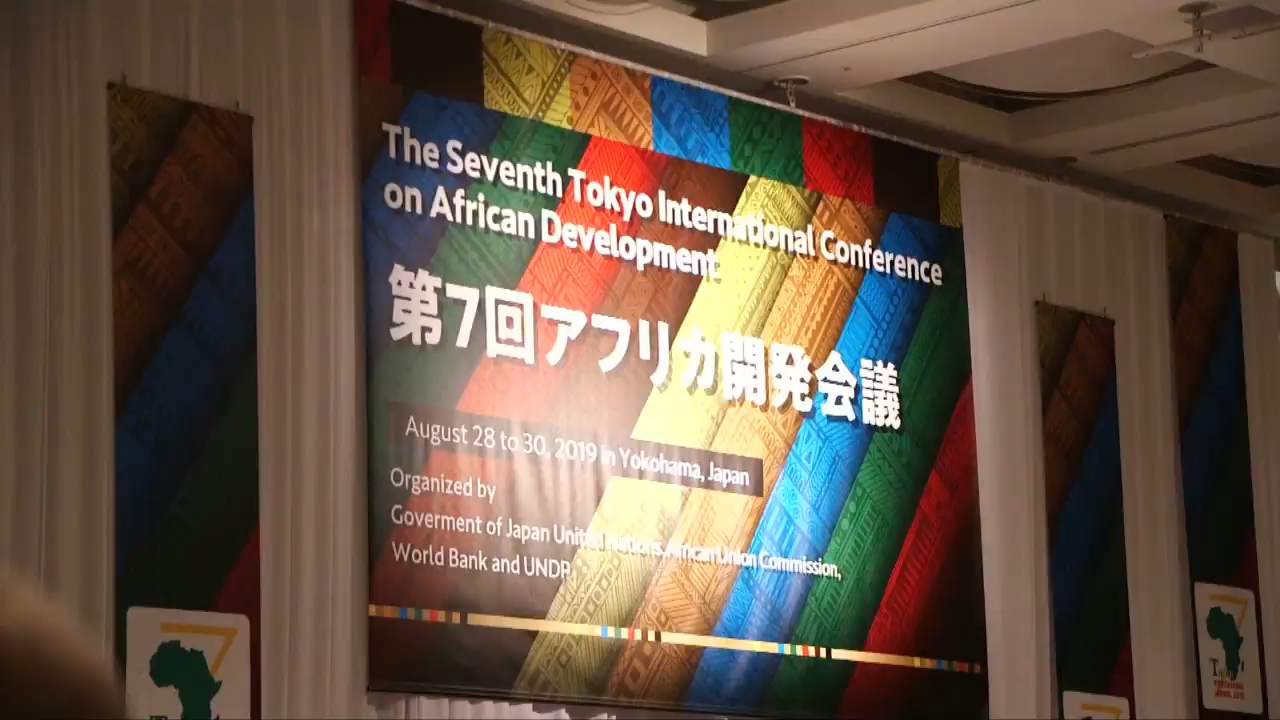 The Seventh Tokyo International Conference
on African Development
第7回アフリカ開発会議
August 28 to 30, 2019 in Yokohama, Japan
Organized by
Goverment of Japan United Nations, African Union Commission,
World Bank and UNDP
7
7